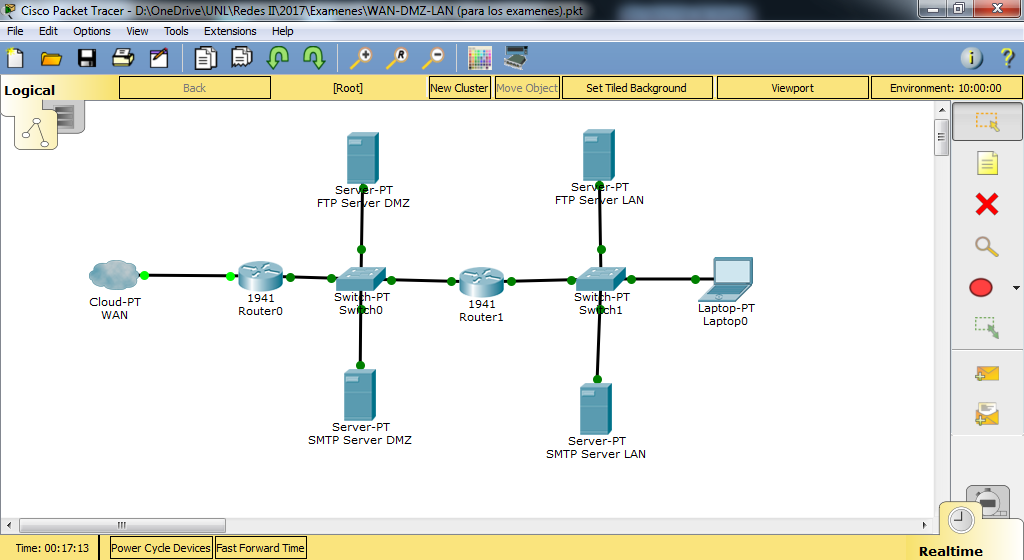 Cisco Packet Tracer - D:\OneDrive\UNL\Redes II\2017\Examenes\WAN-DMZ-LAN (para los examenes).pkt
File Edit Options View Tools Extensions Help
Logical Back [Root] New Cluster Move Object Set Tiled Background Viewport Environment: 10:00:00
Server-PT
FTP Server DMZ
Server-PT
FTP Server LAN
Cloud-PT
WAN
1941
Router0
Switch-PT
Switch0
1941
Router1
Switch-PT
Switch1
Laptop-PT
Laptop0
Server-PT
SMTP Server DMZ
Server-PT
SMTP Server LAN
Time: 00:17:13 Power Cycle Devices Fast Forward Time Realtime